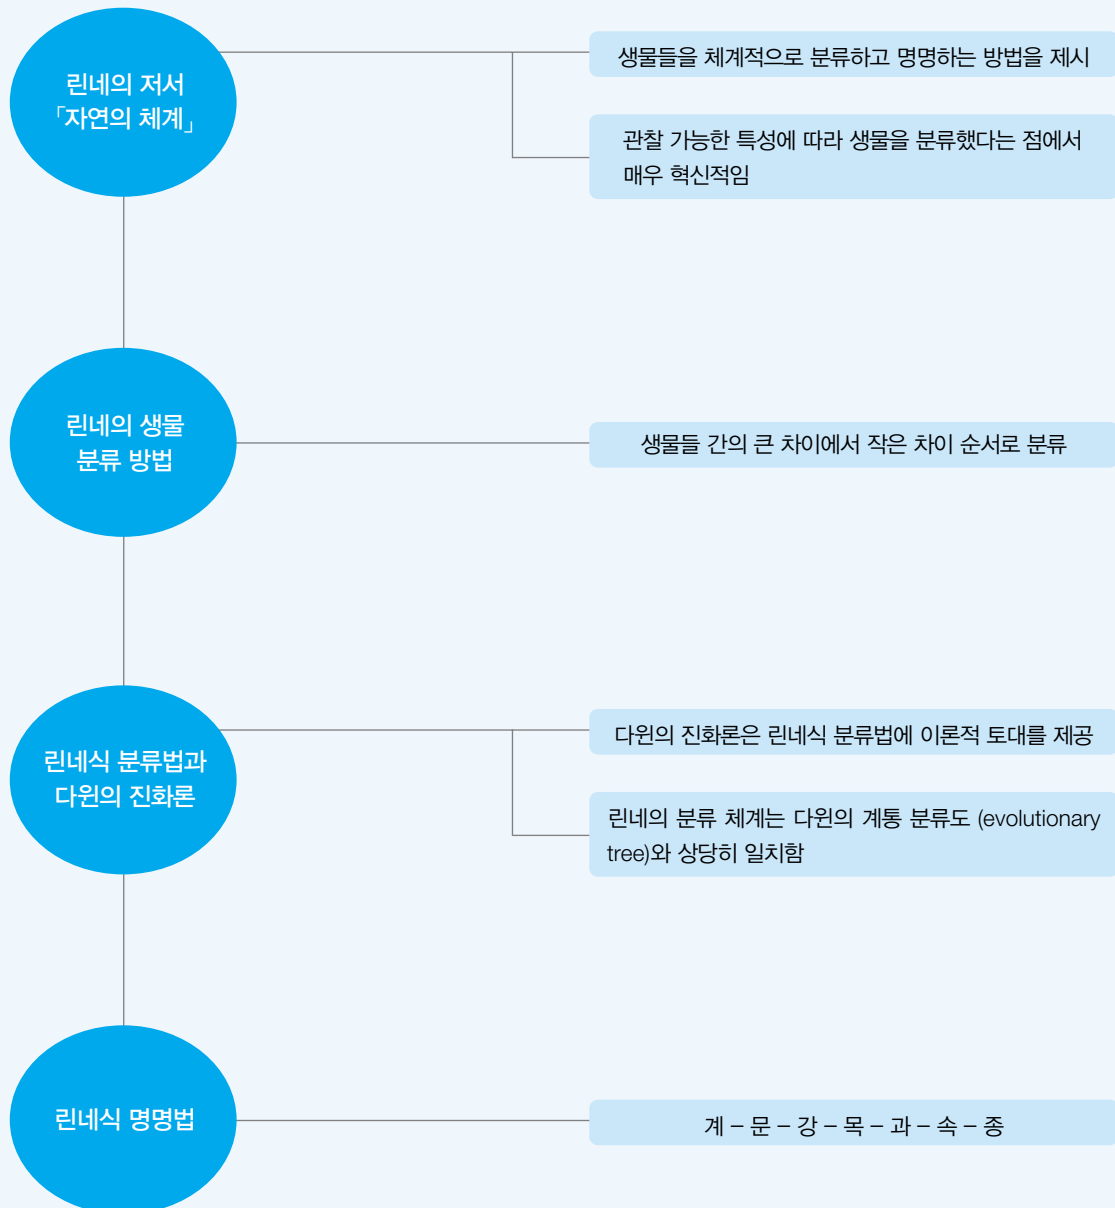 린네의 저서
「자연의 체계」
생물들을 체계적으로 분류하고 명명하는 방법을 제시
관찰 가능한 특성에 따라 생물을 분류했다는 점에서
매우 혁신적임
린네의 생물
분류 방법
생물들 간의 큰 차이에서 작은 차이 순서로 분류
린네식 분류법과
다윈의 진화론
다윈의 진화론은 린네식 분류법에 이론적 토대를 제공
린네의 분류 체계는 다윈의 계통 분류도 (evolutionary
tree)와 상당히 일치함
린네식 명명법
계 – 문 – 강 – 목 – 과 – 속 – 종